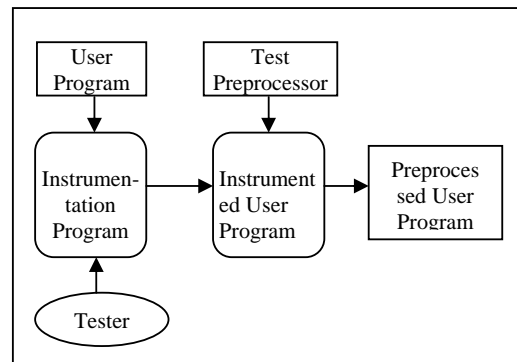 User
Program
Test
Preprocessor
Instrumen-
tation
Program
Instrument
ed User
Program
Preproces
sed User
Program
Tester